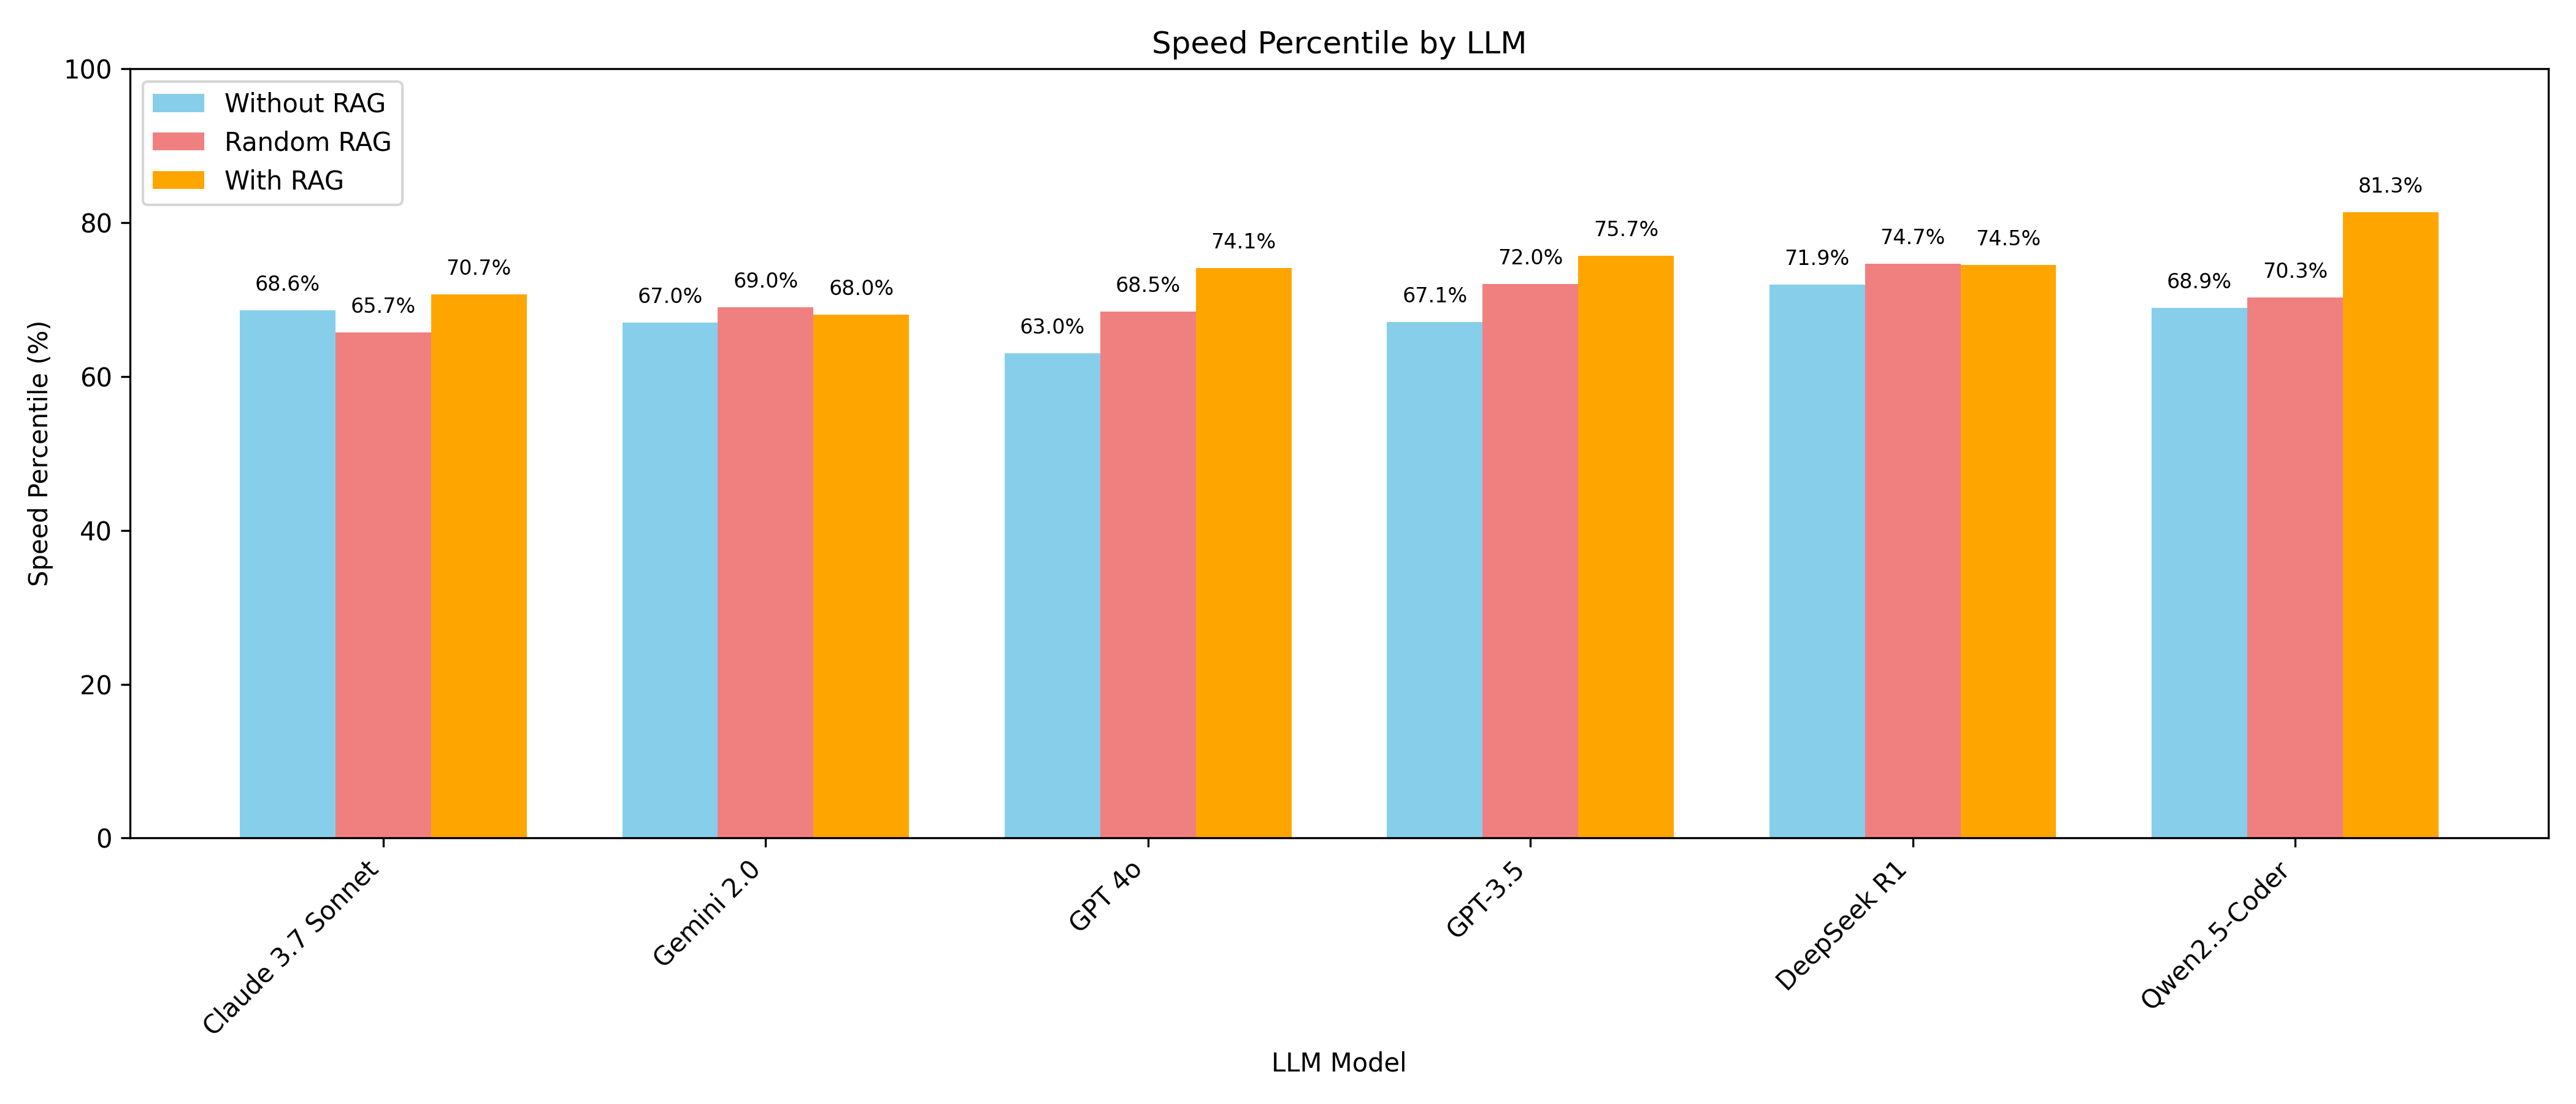 Speed Percentile by LLM
Without RAG
Random RAG
With RAG
Speed Percentile (%)
100
80
60
40
20
0
68.6%
65.7%
70.7%
67.0%
69.0%
68.0%
63.0%
68.5%
74.1%
67.1%
72.0%
75.7%
71.9%
74.7%
74.5%
68.9%
70.3%
81.3%
Claude 3.7 Sonnet
Gemini 2.0
GPT 4o
GPT-3.5
DeepSeek R1
Qwen2.5-Coder
LLM Model